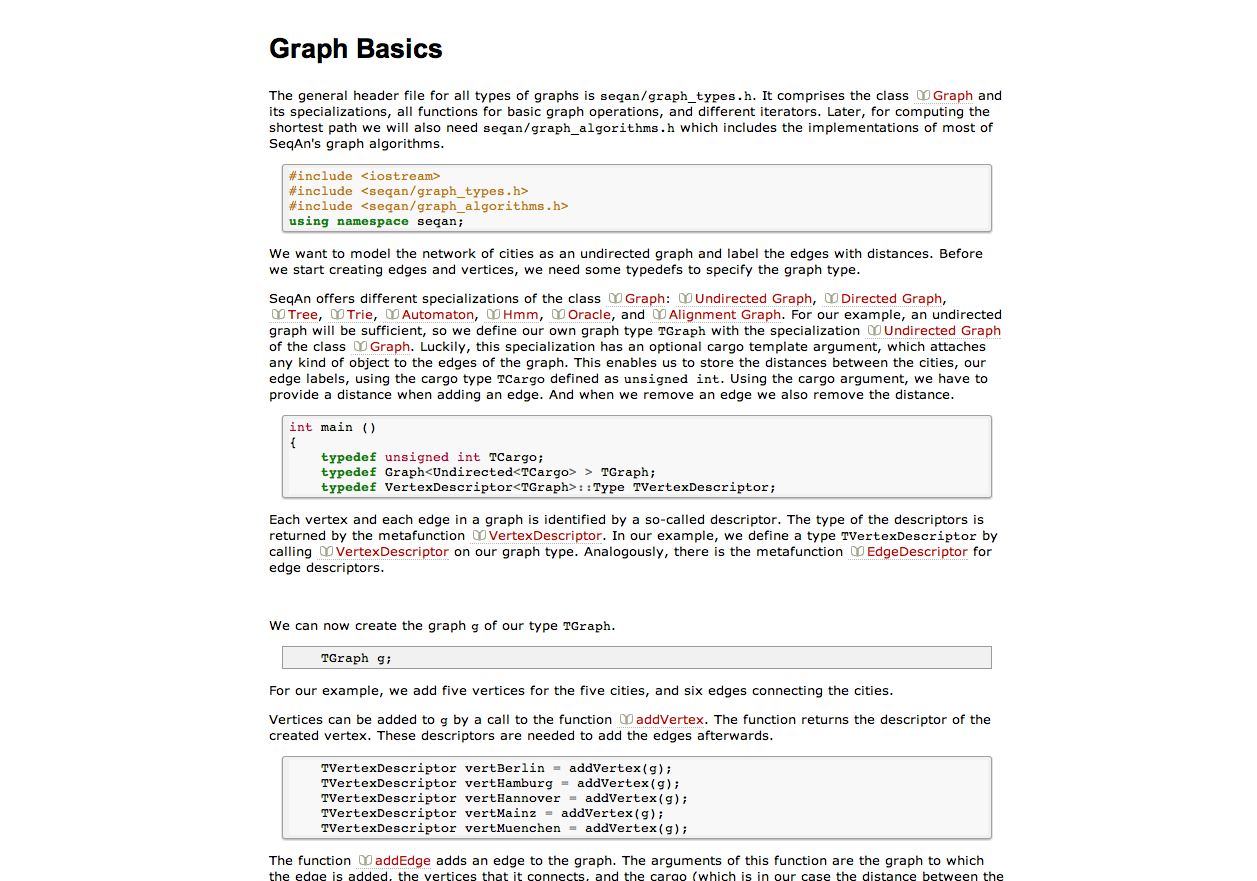 Graph Basics
The general header file for all types of graphs is seqan/graph_types.h. It comprises the class Graph and
its specializations, all functions for basic graph operations, and different iterators. Later, for computing the
shortest path we will also need seqan/graph_algorithms.h which includes the implementations of most of
SeqAn's graph algorithms.
#include <iostream>
#include <seqan/graph_types.h>
#include <seqan/graph_algorithms.h>
using namespace seqan;
We want to model the network of cities as an undirected graph and label the edges with distances. Before
we start creating edges and vertices, we need some typedefs to specify the graph type.
SeqAn offers different specializations of the class Graph: Undirected Graph, Directed Graph,
Tree, Trie, Automaton, Hmm, Oracle, and Alignment Graph. For our example, an undirected
graph will be sufficient, so we define our own graph type TGraph with the specialization Undirected Graph
of the class Graph. Luckily, this specialization has an optional cargo template argument, which attaches
any kind of object to the edges of the graph. This enables us to store the distances between the cities, our
edge labels, using the cargo type TCargo defined as unsigned int. Using the cargo argument, we have to
provide a distance when adding an edge. And when we remove an edge we also remove the distance.
int main ()
{
    typedef unsigned int TCargo;
    typedef Graph<Undirected<TCargo> > TGraph;
    typedef VertexDescriptor<TGraph>::Type TVertexDescriptor;
Each vertex and each edge in a graph is identified by a so-called descriptor. The type of the descriptors is
returned by the metafunction VertexDescriptor. In our example, we define a type TVertexDescriptor by
calling VertexDescriptor on our graph type. Analogously, there is the metafunction EdgeDescriptor for
edge descriptors.
We can now create the graph g of our type TGraph.
    TGraph g;
For our example, we add five vertices for the five cities, and six edges connecting the cities.
Vertices can be added to g by a call to the function addVertex. The function returns the descriptor of the
created vertex. These descriptors are needed to add the edges afterwards.
    TVertexDescriptor vertBerlin = addVertex(g);
    TVertexDescriptor vertHamburg = addVertex(g);
    TVertexDescriptor vertHannover = addVertex(g);
    TVertexDescriptor vertMainz = addVertex(g);
    TVertexDescriptor vertMuenchen = addVertex(g);
The function addEdge adds an edge to the graph. The arguments of this function are the graph to which
the edge is added, the vertices that it connects, and the cargo (which is in our case the distance between the